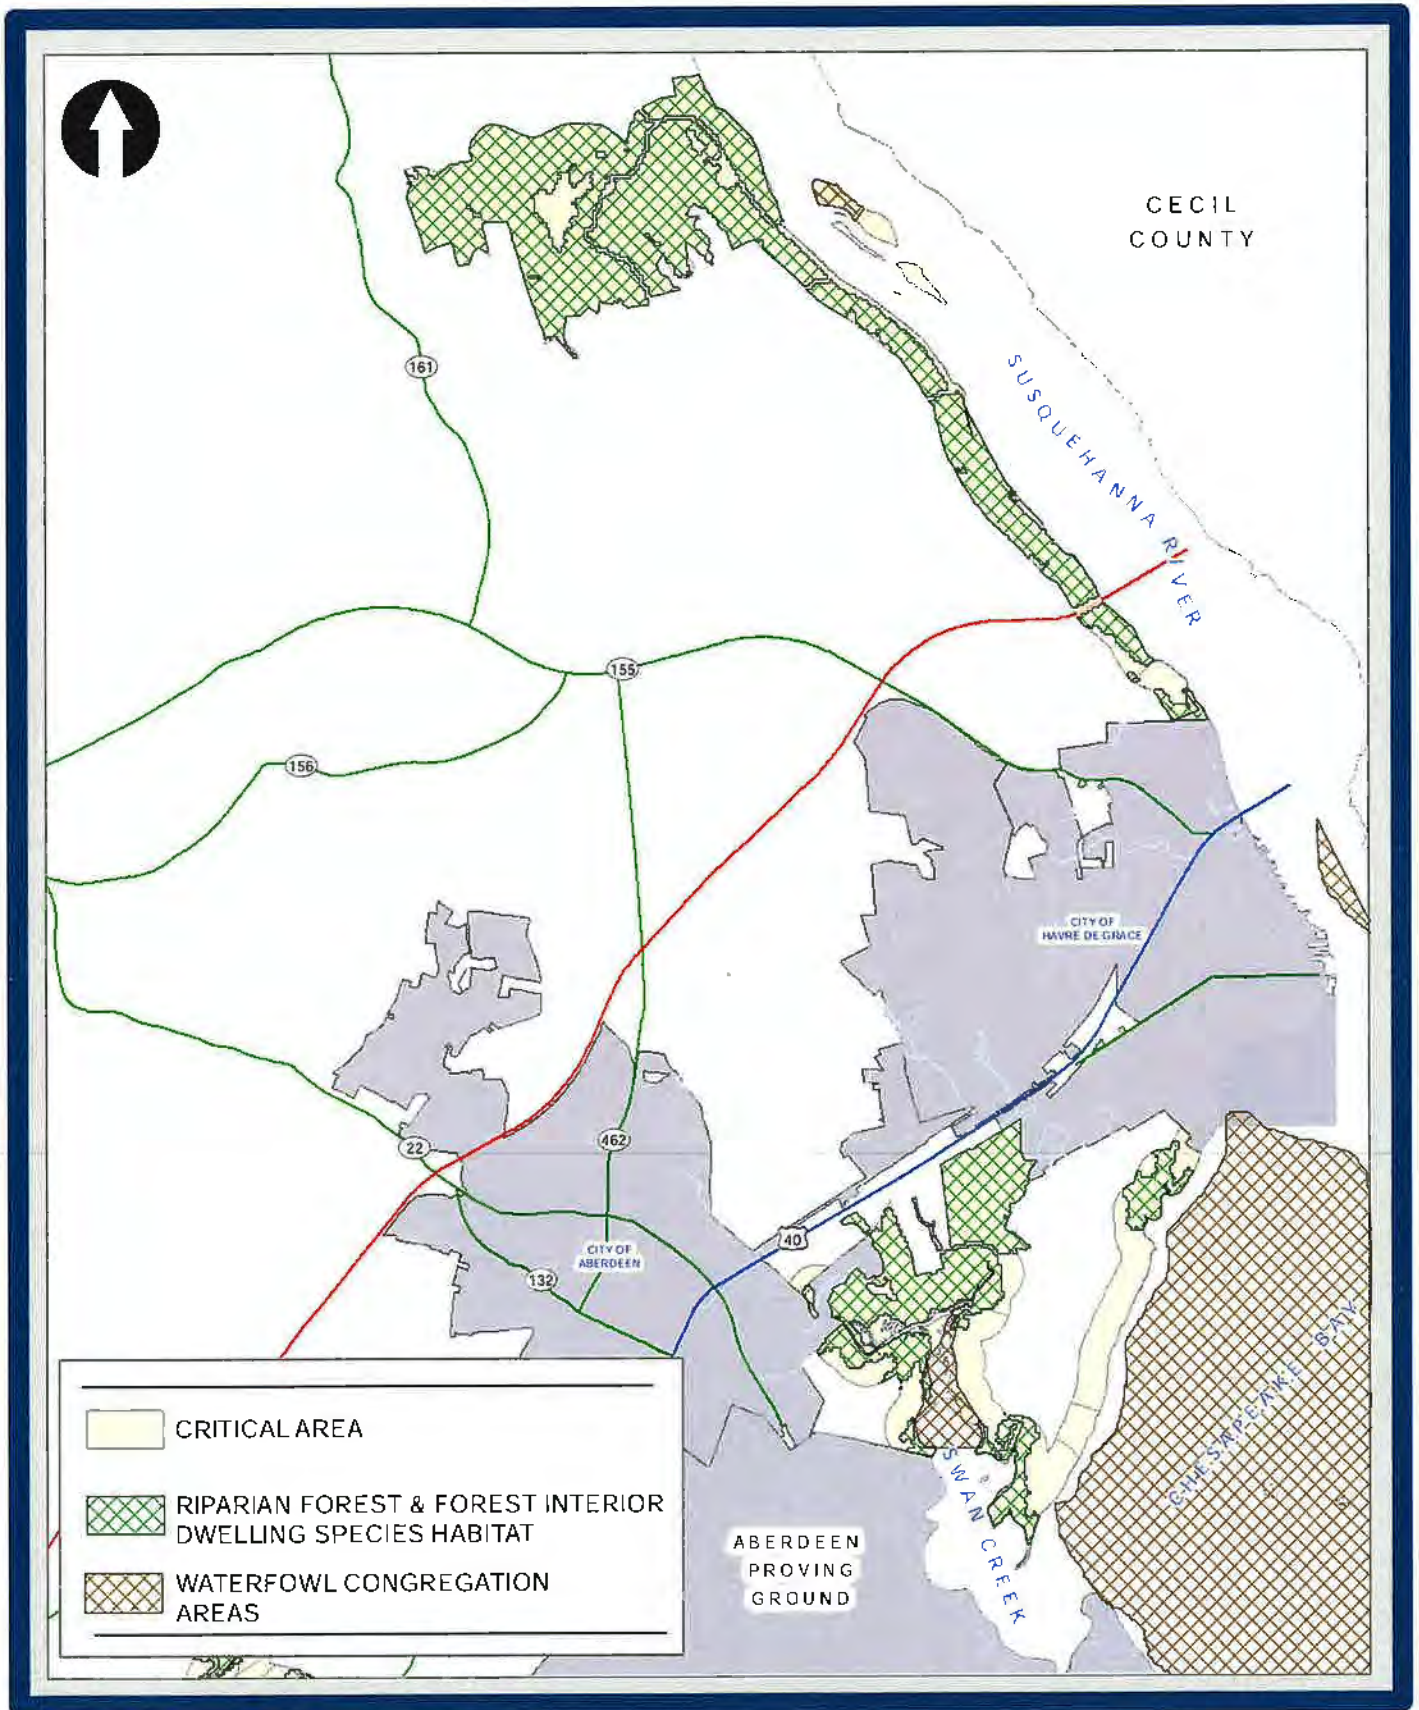 CECIL
COUNTY
161
SUSQUEHANNA RIVER
155
156
CITY OF
HAVRE DE GRACE
22
462
40
CITY OF
ABERDEEN
132
CHESAPEAKE BAY
SWAN CREEK
ABERDEEN
PROVING
GROUND
CRITICAL AREA
RIPARIAN FOREST & FOREST INTERIOR
DWELLING SPECIES HABITAT
WATERFOWL CONGREGATION
AREAS